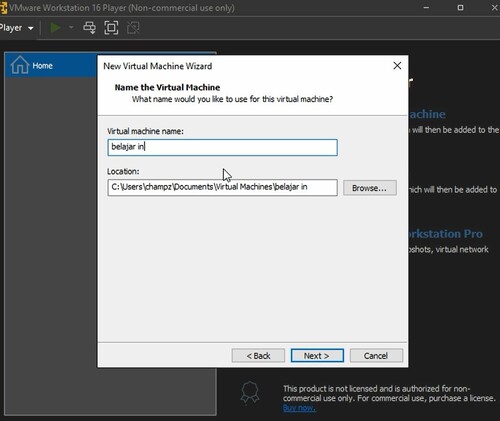 VMware Workstation 16 Player (Non-commercial use only)
Player
Home
New Virtual Machine Wizard
Name the Virtual Machine
What name would you like to use for this virtual machine?
Virtual machine name:
belajar in
Location:
C:\Users\champz\Documents\Virtual Machines\belajar in
Browse...
achine
will then be added to the
which will then be added to
rkstation Pro
pshots, virtual network
< Back
Next >
Cancel
This product is not licensed and is authorized for non-
commercial use only. For commercial use, purchase a license.
Buy now.